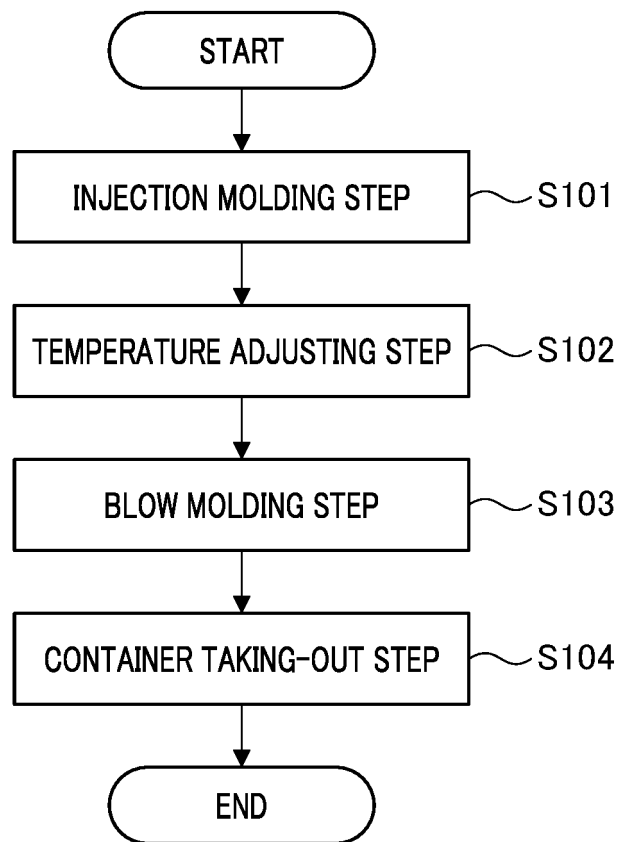 START
INJECTION MOLDING STEP
S101
TEMPERATURE ADJUSTING STEP
S102
BLOW MOLDING STEP
S103
CONTAINER TAKING-OUT STEP
S104
END